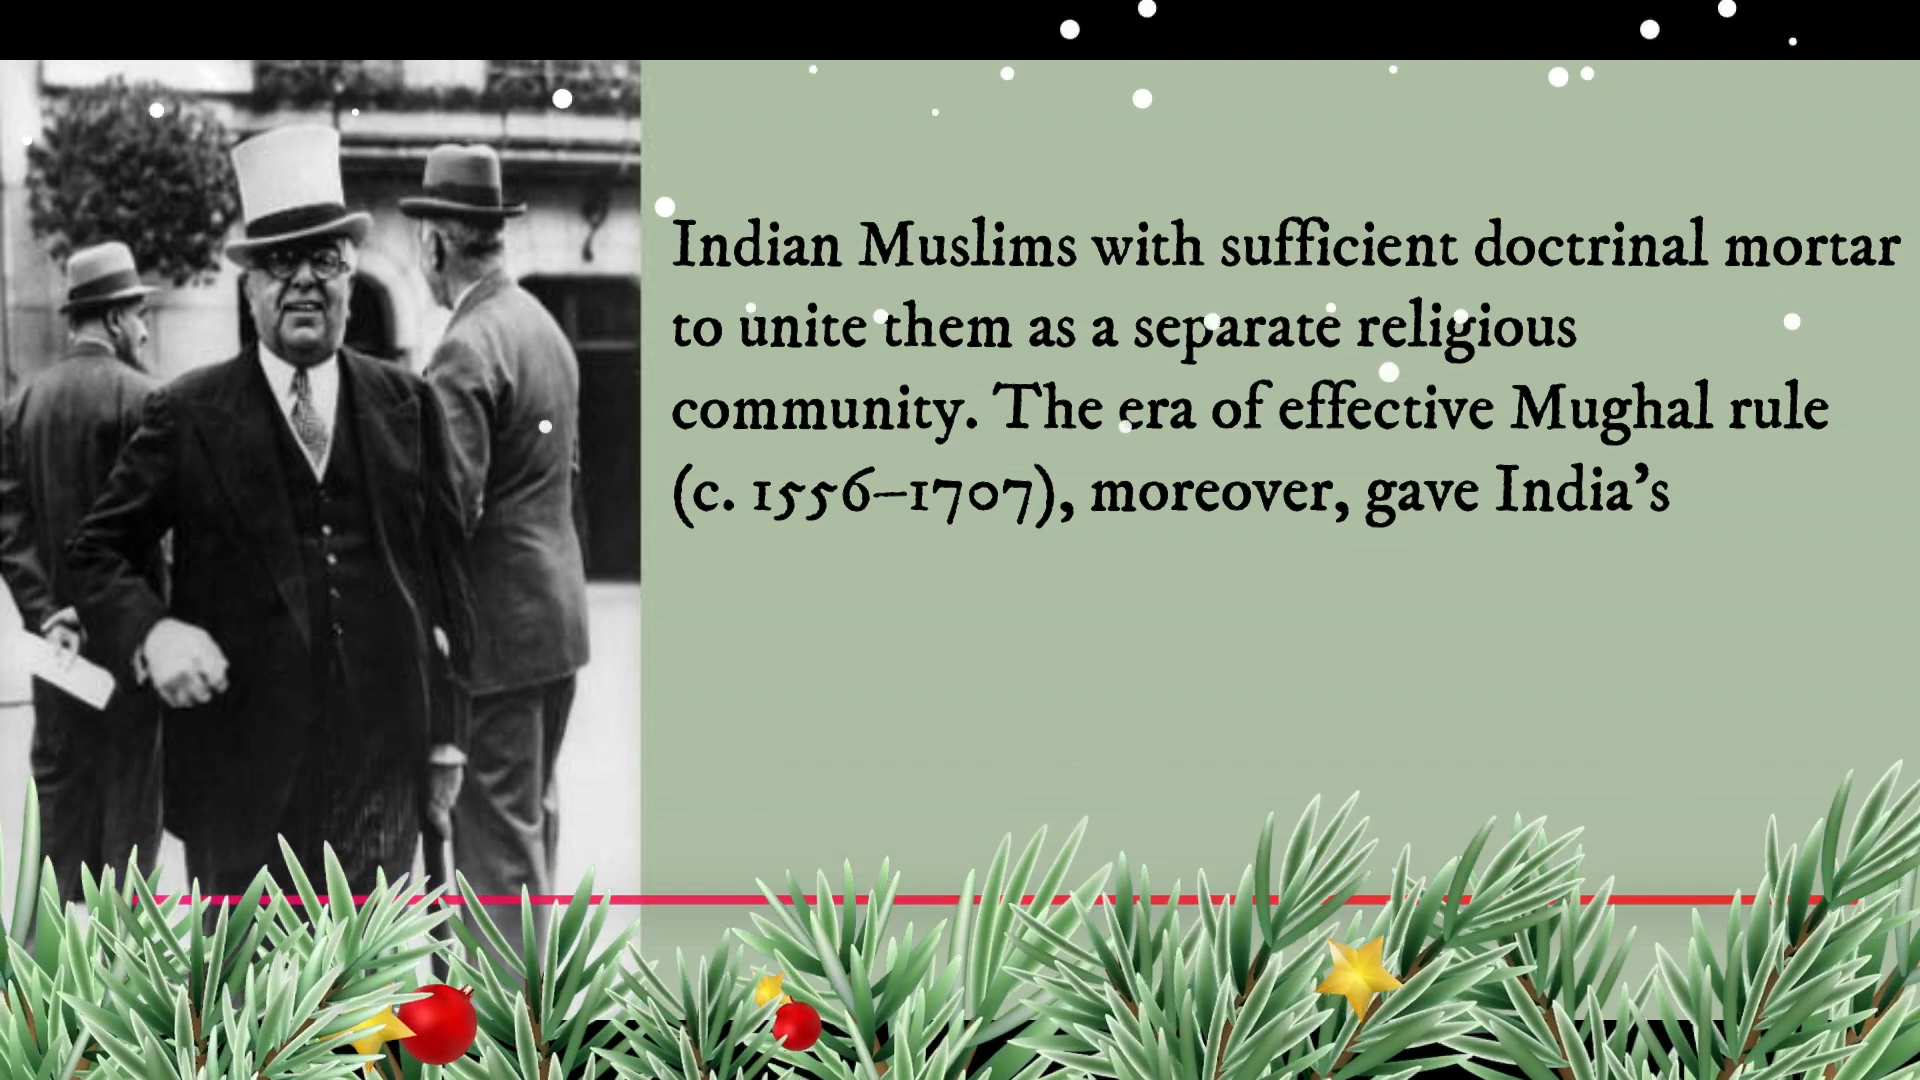 Indian Muslims with sufficient doctrinal mortar
to unite them as a separate religious
community. The era of effective Mughal rule
(c. 1556–1707), moreover, gave India’s